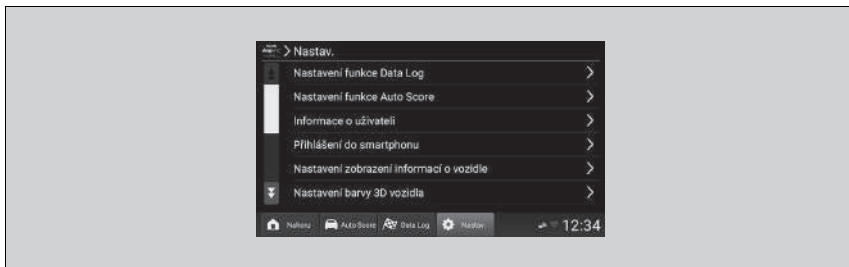 > Nastav.
Nastavení funkce Data Log
Nastavení funkce Auto Score
Informace o uživateli
Přihlášení do smartphonu
Nastavení zobrazení informací o vozidle
Nastavení barvy 3D vozidla
Nahoru Auto Score Data Log Nastav. 12:34